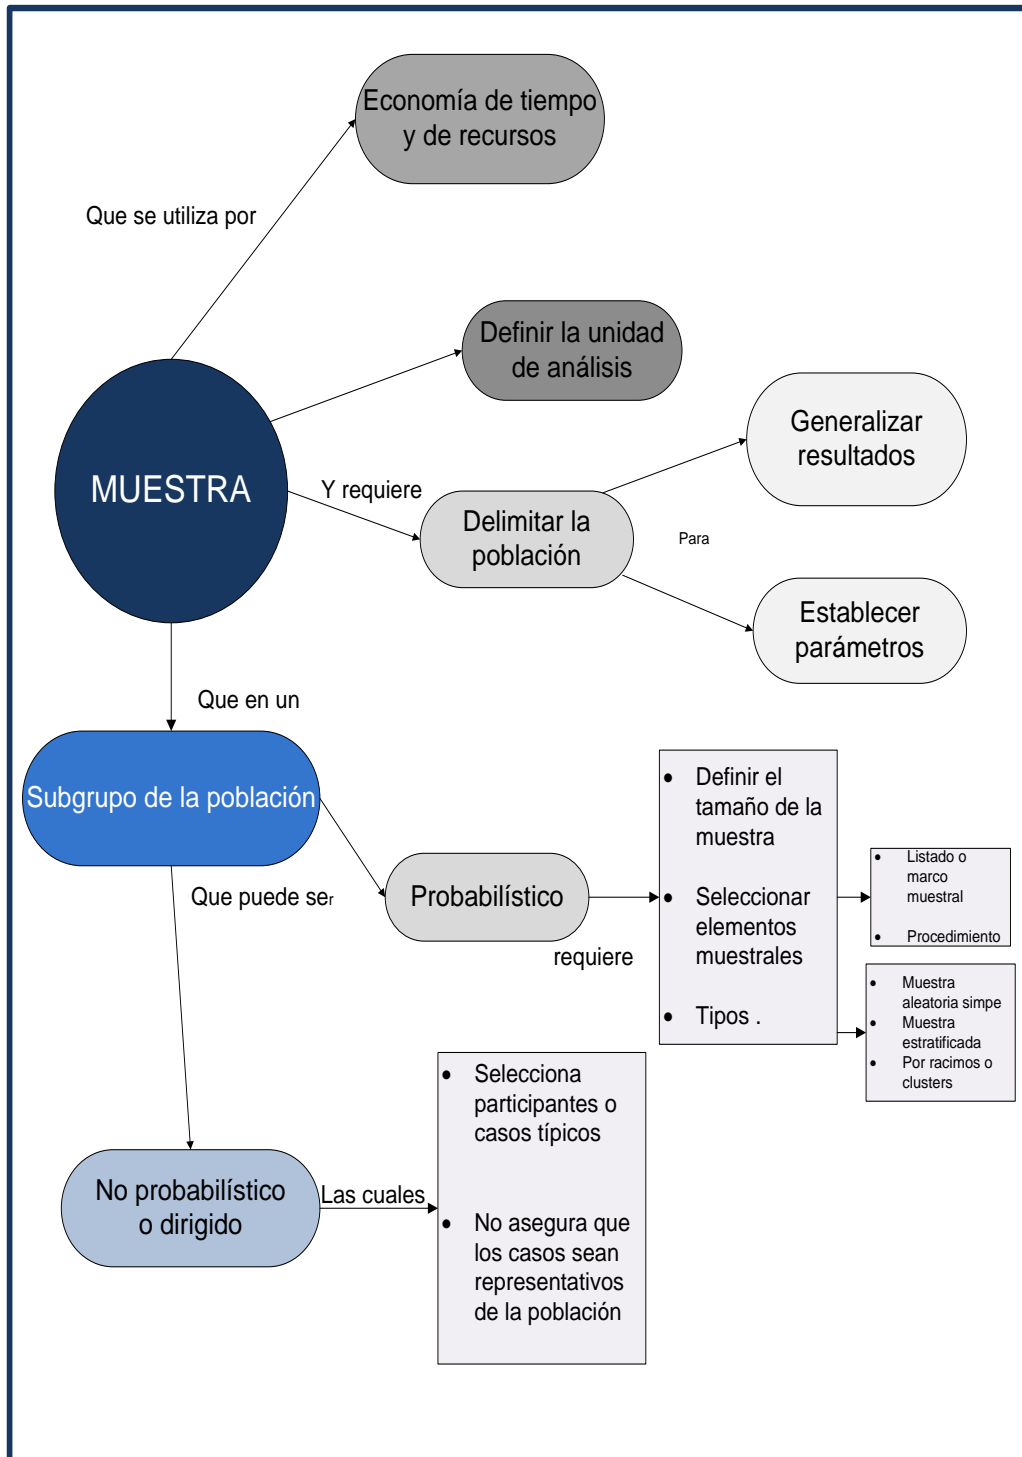 Economía de tiempo
y de recursos
Que se utiliza por
Definir la unidad
de análisis
Generalizar
resultados
MUESTRA
Y requiere
Delimitar la
población
Para
Establecer
parámetros
Que en un
Subgrupo de la población
Que puede ser
Probabilístico
requiere
• Definir el
tamaño de la
muestra
• Seleccionar
elementos
muestrales
• Tipos .
• Listado o
marco
muestral
• Procedimiento
• Muestra
aleatoria simpe
• Muestra
estratificada
• Por racimos o
clusters
No probabilístico
o dirigido
Las cuales
• Selecciona
participantes o
casos típicos
• No asegura que
los casos sean
representativos
de la población